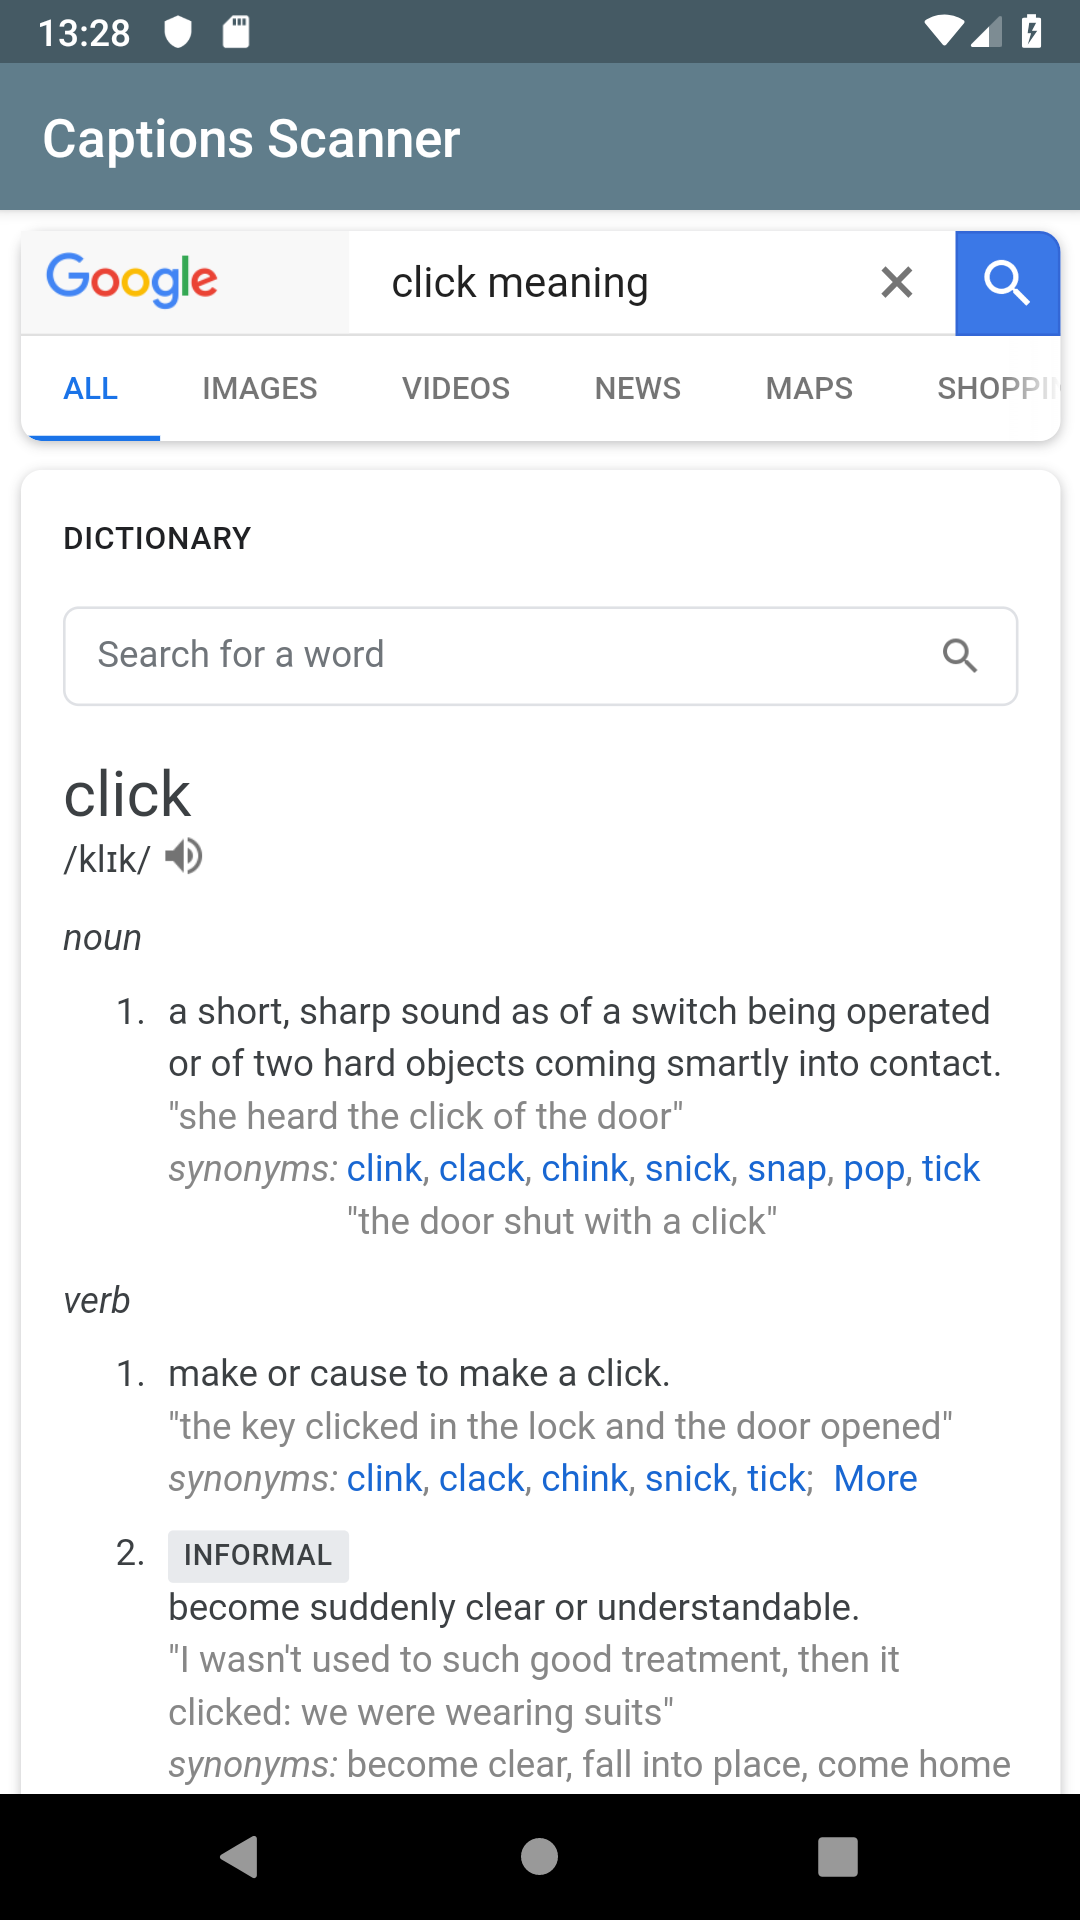 13:28
Captions Scanner
Google click meaning
ALL IMAGES VIDEOS NEWS MAPS SHOPPIN
DICTIONARY
Search for a word
click
/klɪk/
noun
1. a short, sharp sound as of a switch being operated
or of two hard objects coming smartly into contact.
"she heard the click of the door"
synonyms: clink, clack, chink, snick, snap, pop, tick
"the door shut with a click"
verb
1. make or cause to make a click.
"the key clicked in the lock and the door opened"
synonyms: clink, clack, chink, snick, tick; More
2. INFORMAL
become suddenly clear or understandable.
"I wasn't used to such good treatment, then it
clicked: we were wearing suits"
synonyms: become clear, fall into place, come home